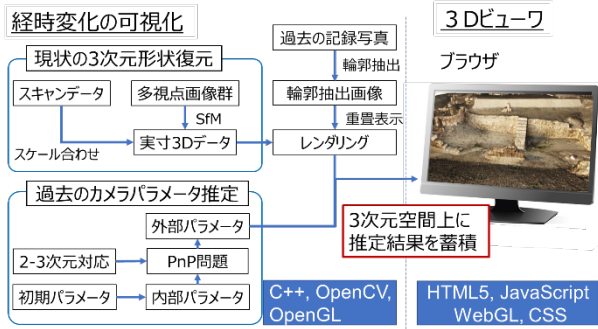 経時変化の可視化
3Dビューワ
現状の3次元形状復元
過去の記録写真
ブラウザ
輪郭抽出
スキャンデータ
多視点画像群
輪郭抽出画像
SfM
重畳表示
スケール合わせ
実寸3Dデータ
レンダリング
過去のカメラパラメータ推定
外部パラメータ
3次元空間上に
推定結果を蓄積
2-3次元対応
PnP問題
初期パラメータ
内部パラメータ
C++, OpenCV,
OpenGL
HTML5, JavaScript
WebGL, CSS